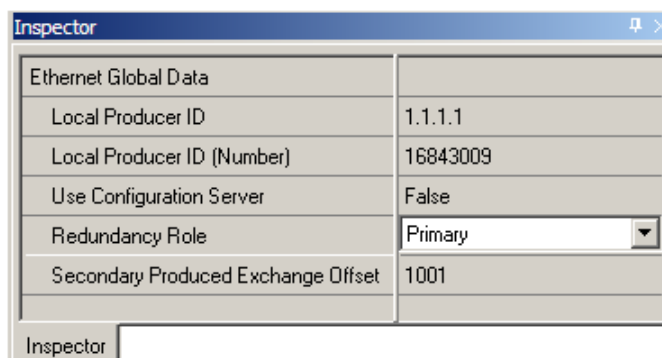 Inspector
Ethernet Global Data
Local Producer ID 1.1.1.1
Local Producer ID (Number) 16843009
Use Configuration Server False
Redundancy Role Primary
Secondary Produced Exchange Offset 1001
Inspector